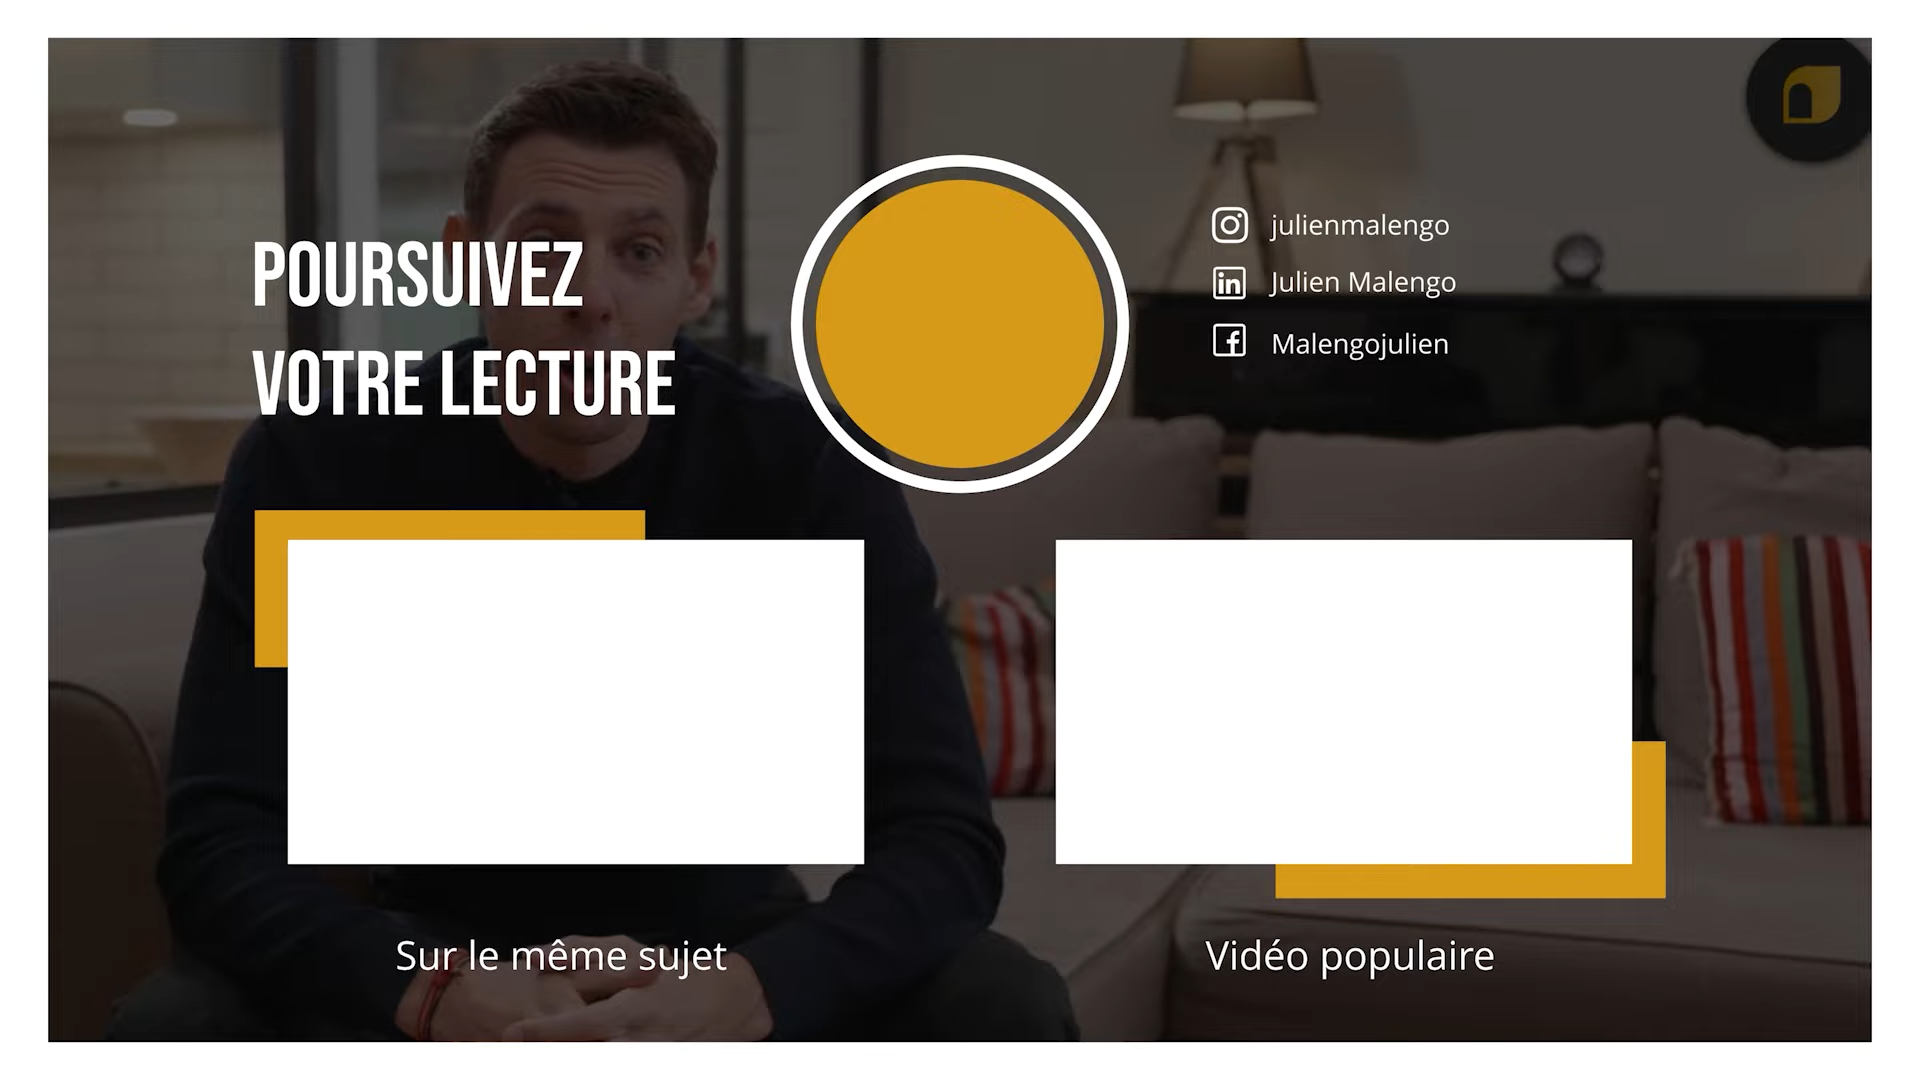 POURSUIVEZ
VOTRE LECTURE
julienmalengo
Julien Malengo
Malengojulien
Sur le même sujet
Vidéo populaire